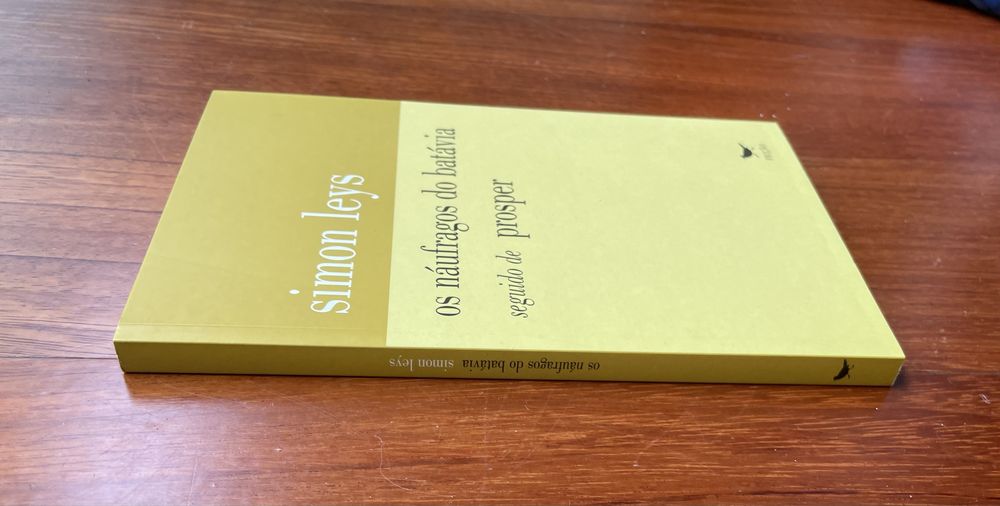 simon leys
os náufragos do batávia
seguido de prosper
simon leys os náufragos do batávia